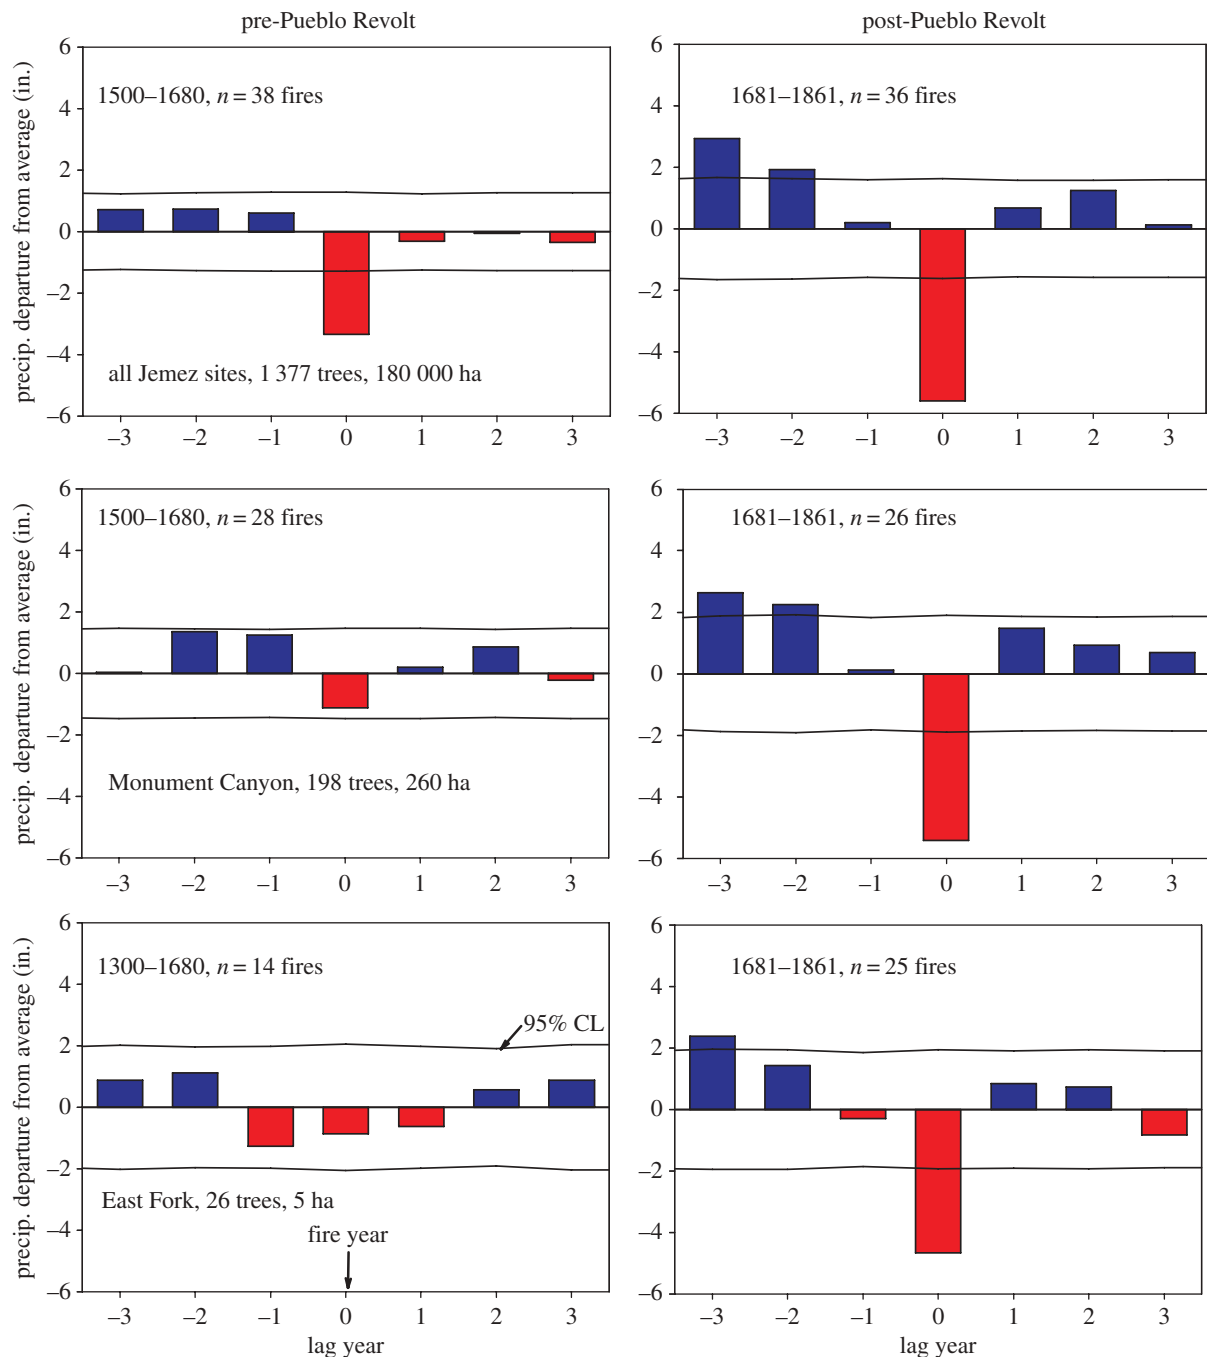 pre-Pueblo Revolt
post-Pueblo Revolt
precip. departure from average (in.)
6
4
2
0
–2
–4
–6
1500–1680, n = 38 fires
all Jemez sites, 1 377 trees, 180 000 ha
–3 –2 –1 0 1 2 3
6
4
2
0
–2
–4
–6
1681–1861, n = 36 fires
–3 –2 –1 0 1 2 3
precip. departure from average (in.)
6
4
2
0
–2
–4
–6
1500–1680, n = 28 fires
Monument Canyon, 198 trees, 260 ha
–3 –2 –1 0 1 2 3
6
4
2
0
–2
–4
–6
1681–1861, n = 26 fires
–3 –2 –1 0 1 2 3
precip. departure from average (in.)
6
4
2
0
–2
–4
–6
1300–1680, n = 14 fires
95% CL
East Fork, 26 trees, 5 ha
fire year
–3 –2 –1 0 1 2 3
lag year
6
4
2
0
–2
–4
–6
1681–1861, n = 25 fires
–3 –2 –1 0 1 2 3
lag year